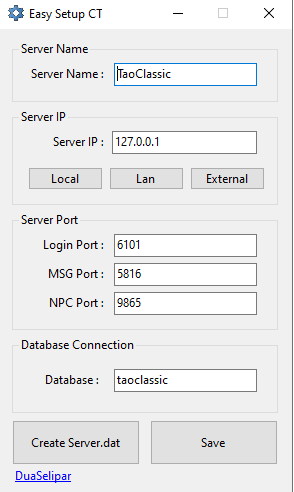 Easy Setup CT
Server Name
Server Name : TaoClassic
Server IP
Server IP : 127.0.0.1
Local Lan External
Server Port
Login Port : 6101
MSG Port : 5816
NPC Port : 9865
Database Connection
Database : taoclassic
Create Server.dat Save
DuaSelipar